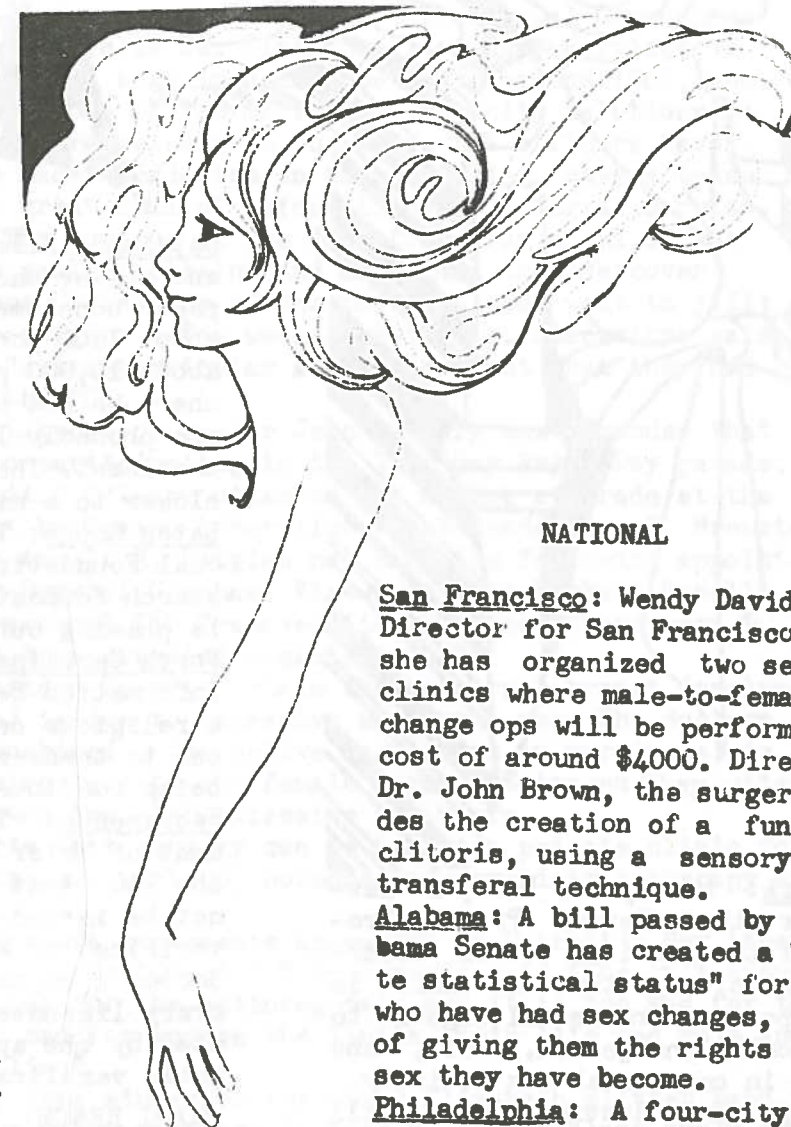 NATIONAL
San Francisco: Wendy David
Director for San Francisco
she has organized two se
clinics where male-to-fema
change ops will be perform
cost of around $4000. Dire
Dr. John Brown, the surger
des the creation of a fun
clitoris, using a sensory
transferal technique.
Alabama: A bill passed by
bama Senate has created a
te statistical status" for
who have had sex changes,
of giving them the rights
sex they have become.
Philadelphia: A four-city